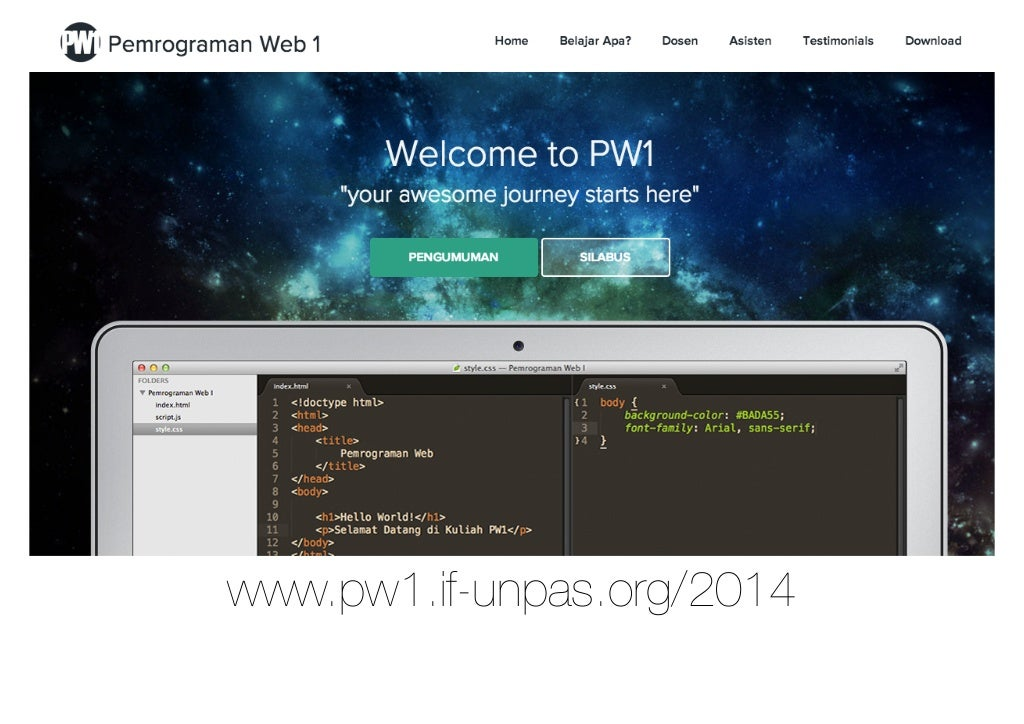 PW1 Pemrograman Web 1
Home Belajar Apa? Dosen Asisten Testimonials Download
Welcome to PW1
"your awesome journey starts here"
PENGUMUMAN SILABUS
style.css — Pemrograman Web I
FOLDERS
Pemrograman Web I
index.html
script.js
style.css
index.html
1 <!doctype html>
2 <html>
3 <head>
4 <title>
5 Pemrograman Web
6 </title>
7 </head>
8 <body>
9
10 <h1>Hello World!</h1>
11 <p>Selamat Datang di Kuliah PW1</p>
12 </body>
13 </html>
style.css
1 body {
2 background-color: #BADA55;
3 font-family: Arial, sans-serif;
4 }
www.pw1.if-unpas.org/2014